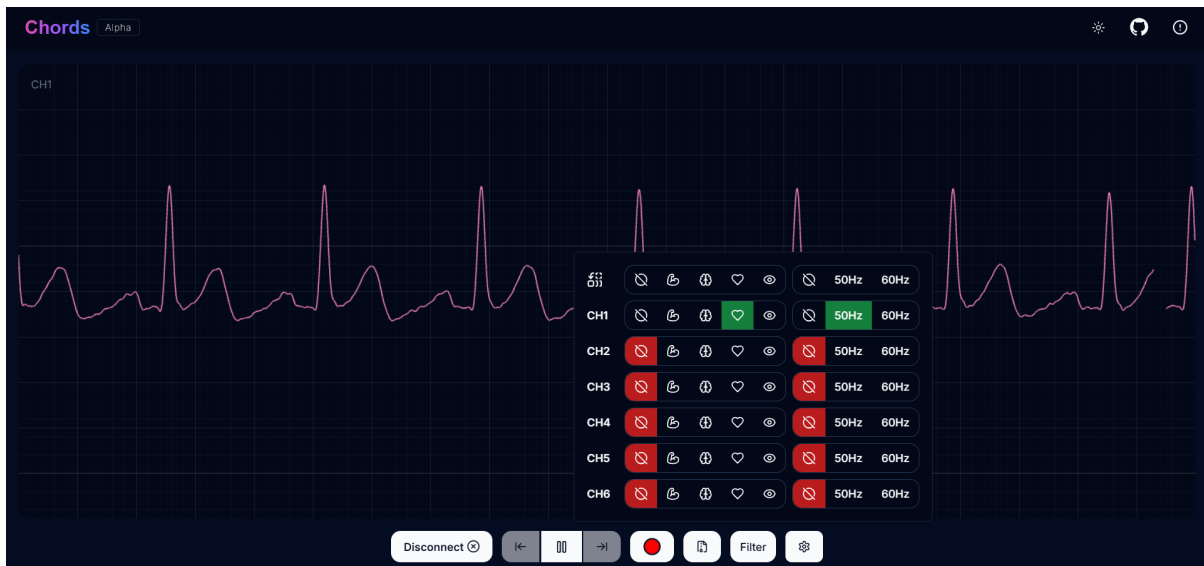 Chords Alpha
CH1
50Hz 60Hz
CH1 50Hz 60Hz
CH2 50Hz 60Hz
CH3 50Hz 60Hz
CH4 50Hz 60Hz
CH5 50Hz 60Hz
CH6 50Hz 60Hz
Disconnect Filter